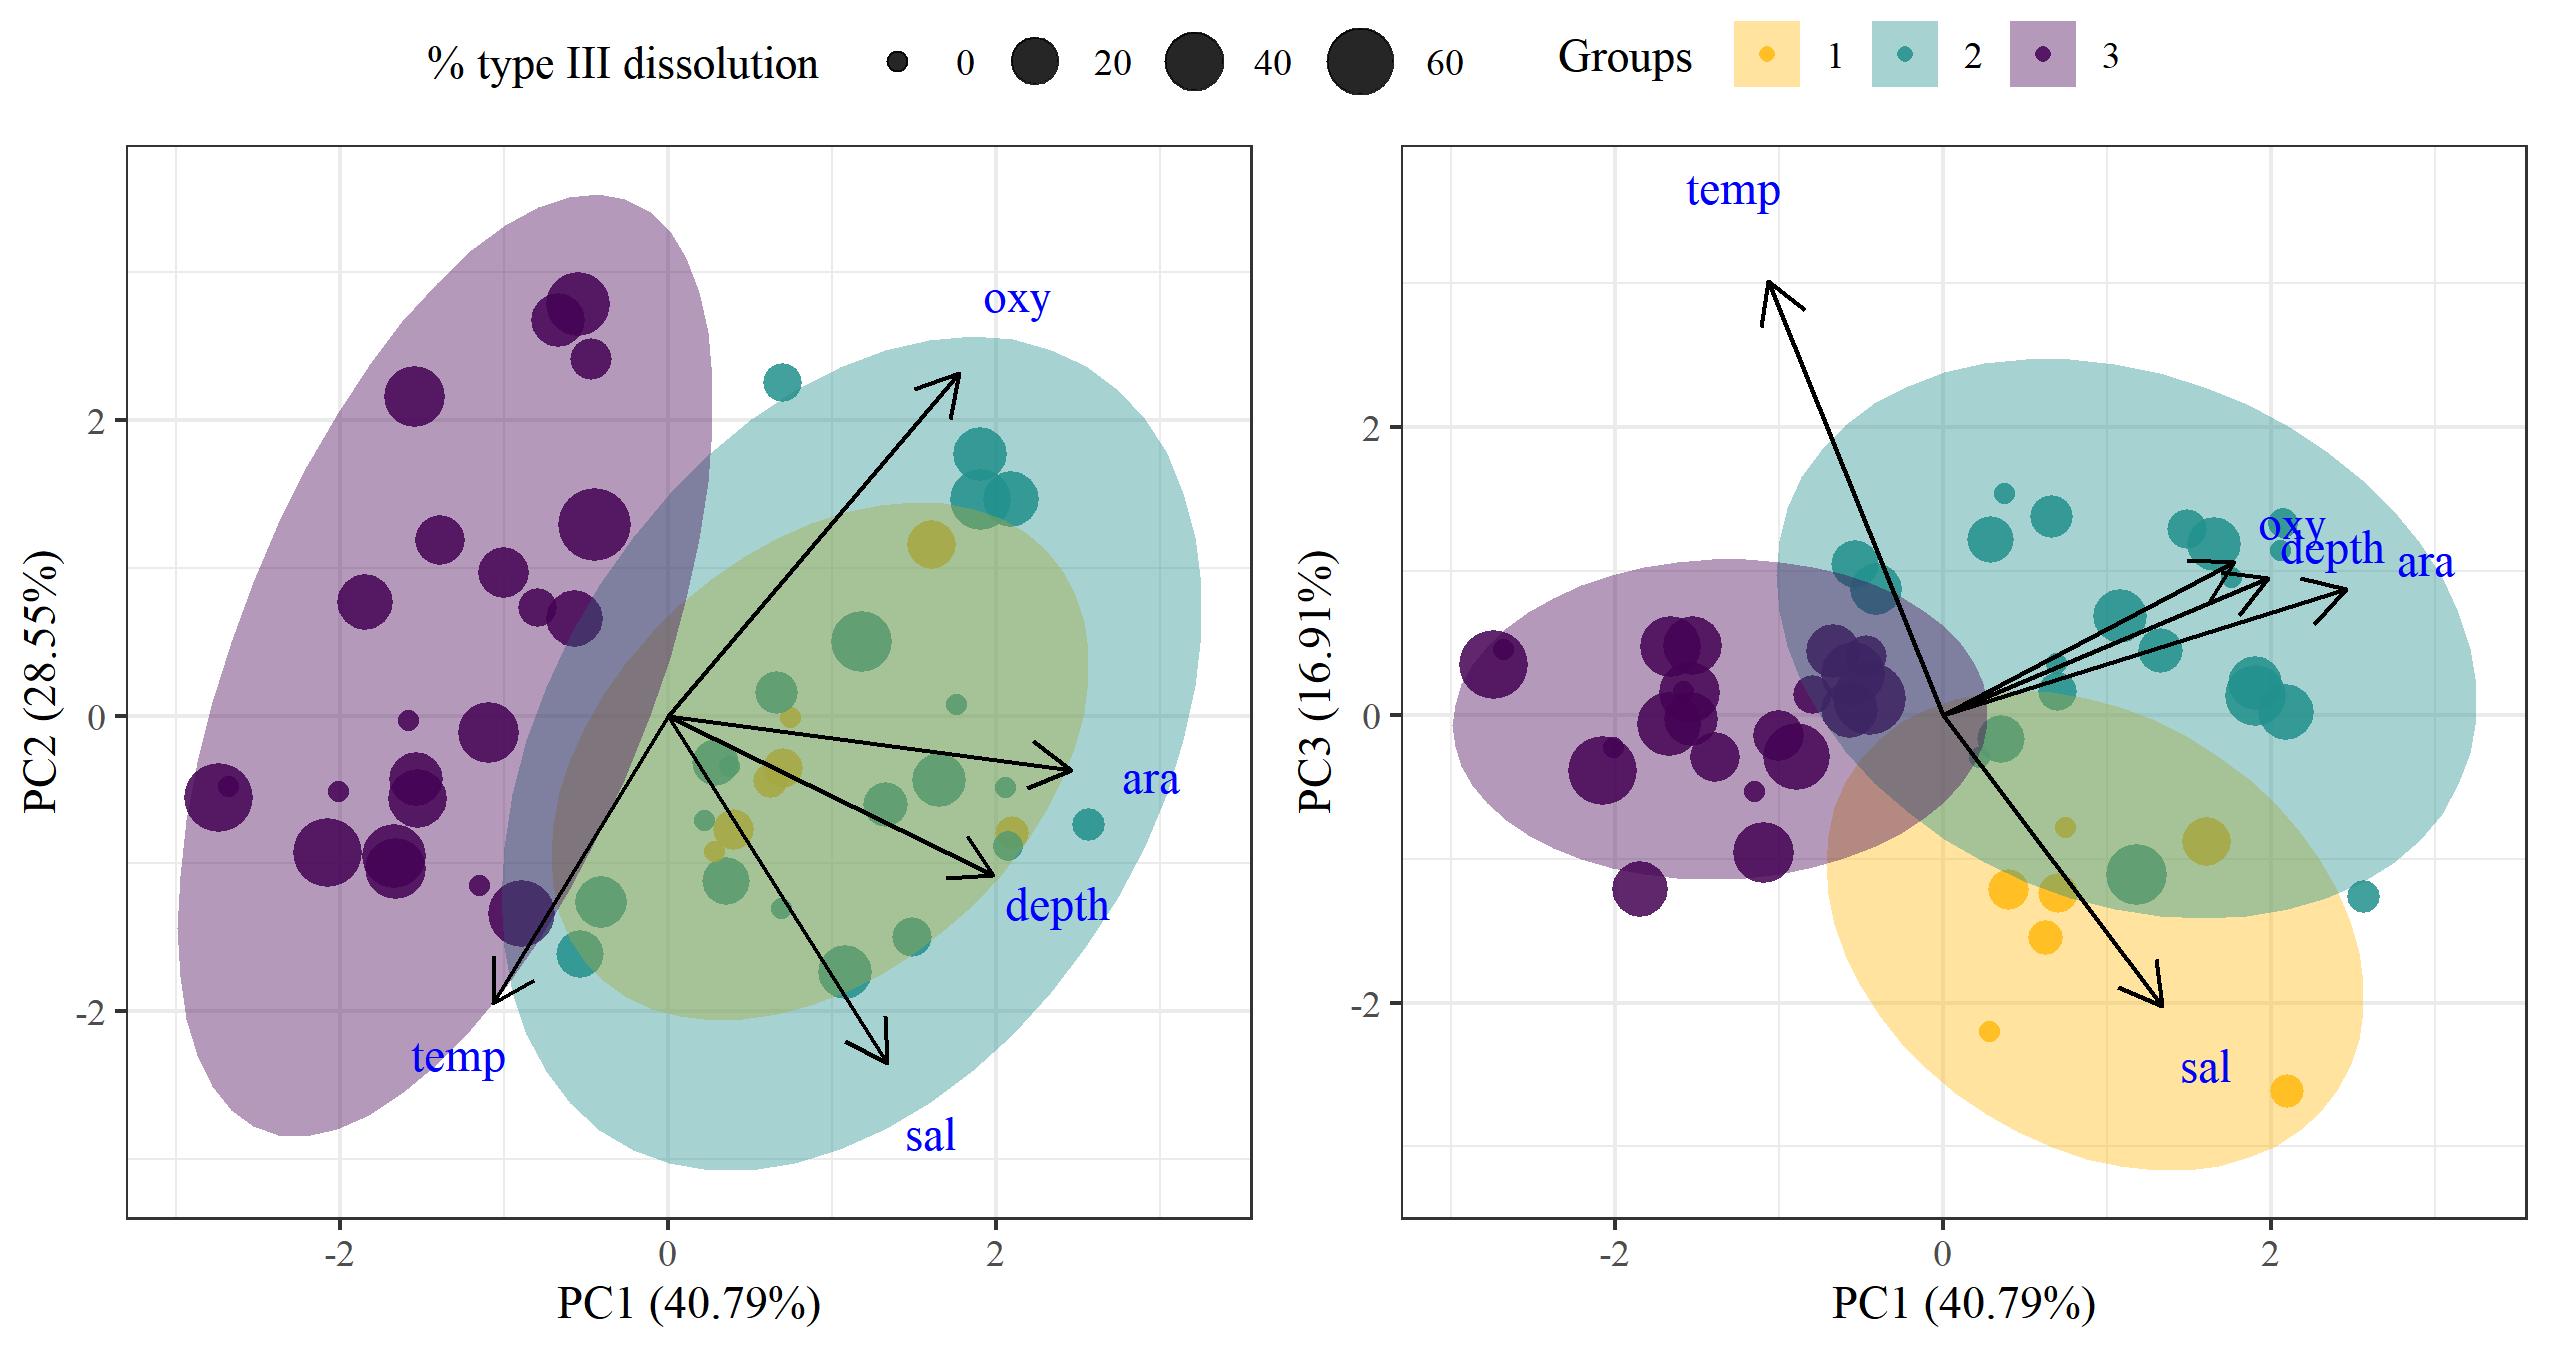 % type III dissolution 0 20 40 60 Groups 1 2 3
PC2 (28.55%)
2
0
-2
oxy
ara
depth
temp
sal
-2 0 2
PC1 (40.79%)
PC3 (16.91%)
2
0
-2
temp
oxy
depth
ara
sal
-2 0 2
PC1 (40.79%)